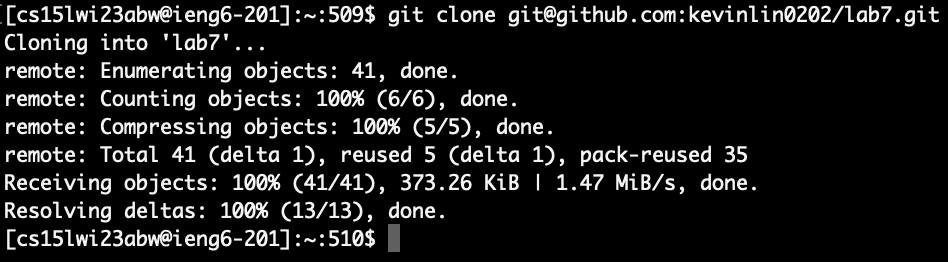 [cs15lwi23abw@ieng6-201]:~:509$ git clone git@github.com:kevinlin0202/lab7.git
Cloning into 'lab7'...
remote: Enumerating objects: 41, done.
remote: Counting objects: 100% (6/6), done.
remote: Compressing objects: 100% (5/5), done.
remote: Total 41 (delta 1), reused 5 (delta 1), pack-reused 35
Receiving objects: 100% (41/41), 373.26 KiB | 1.47 MiB/s, done.
Resolving deltas: 100% (13/13), done.
[cs15lwi23abw@ieng6-201]:~:510$